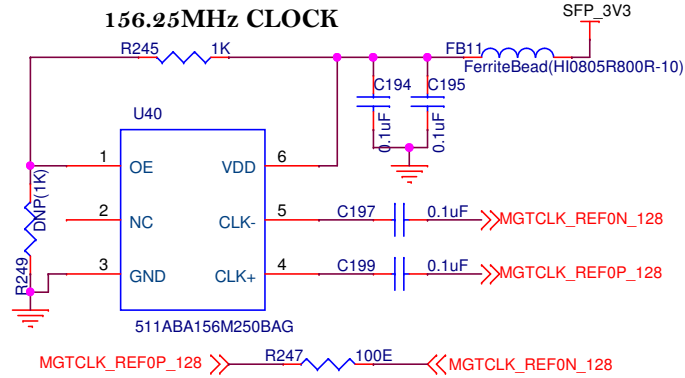 156.25MHz CLOCK
SFP_3V3
R245
1K
FB11
FerriteBead(HI0805R800R-10)
C194
C195
0.1uF
0.1uF
U40
1
OE
VDD
6
DNP(1K)
2
NC
CLK-
5
C197
0.1uF
MGTCLK_REF0N_128
R249
3
GND
CLK+
4
C199
0.1uF
MGTCLK_REF0P_128
511ABA156M250BAG
MGTCLK_REF0P_128
R247
100E
MGTCLK_REF0N_128